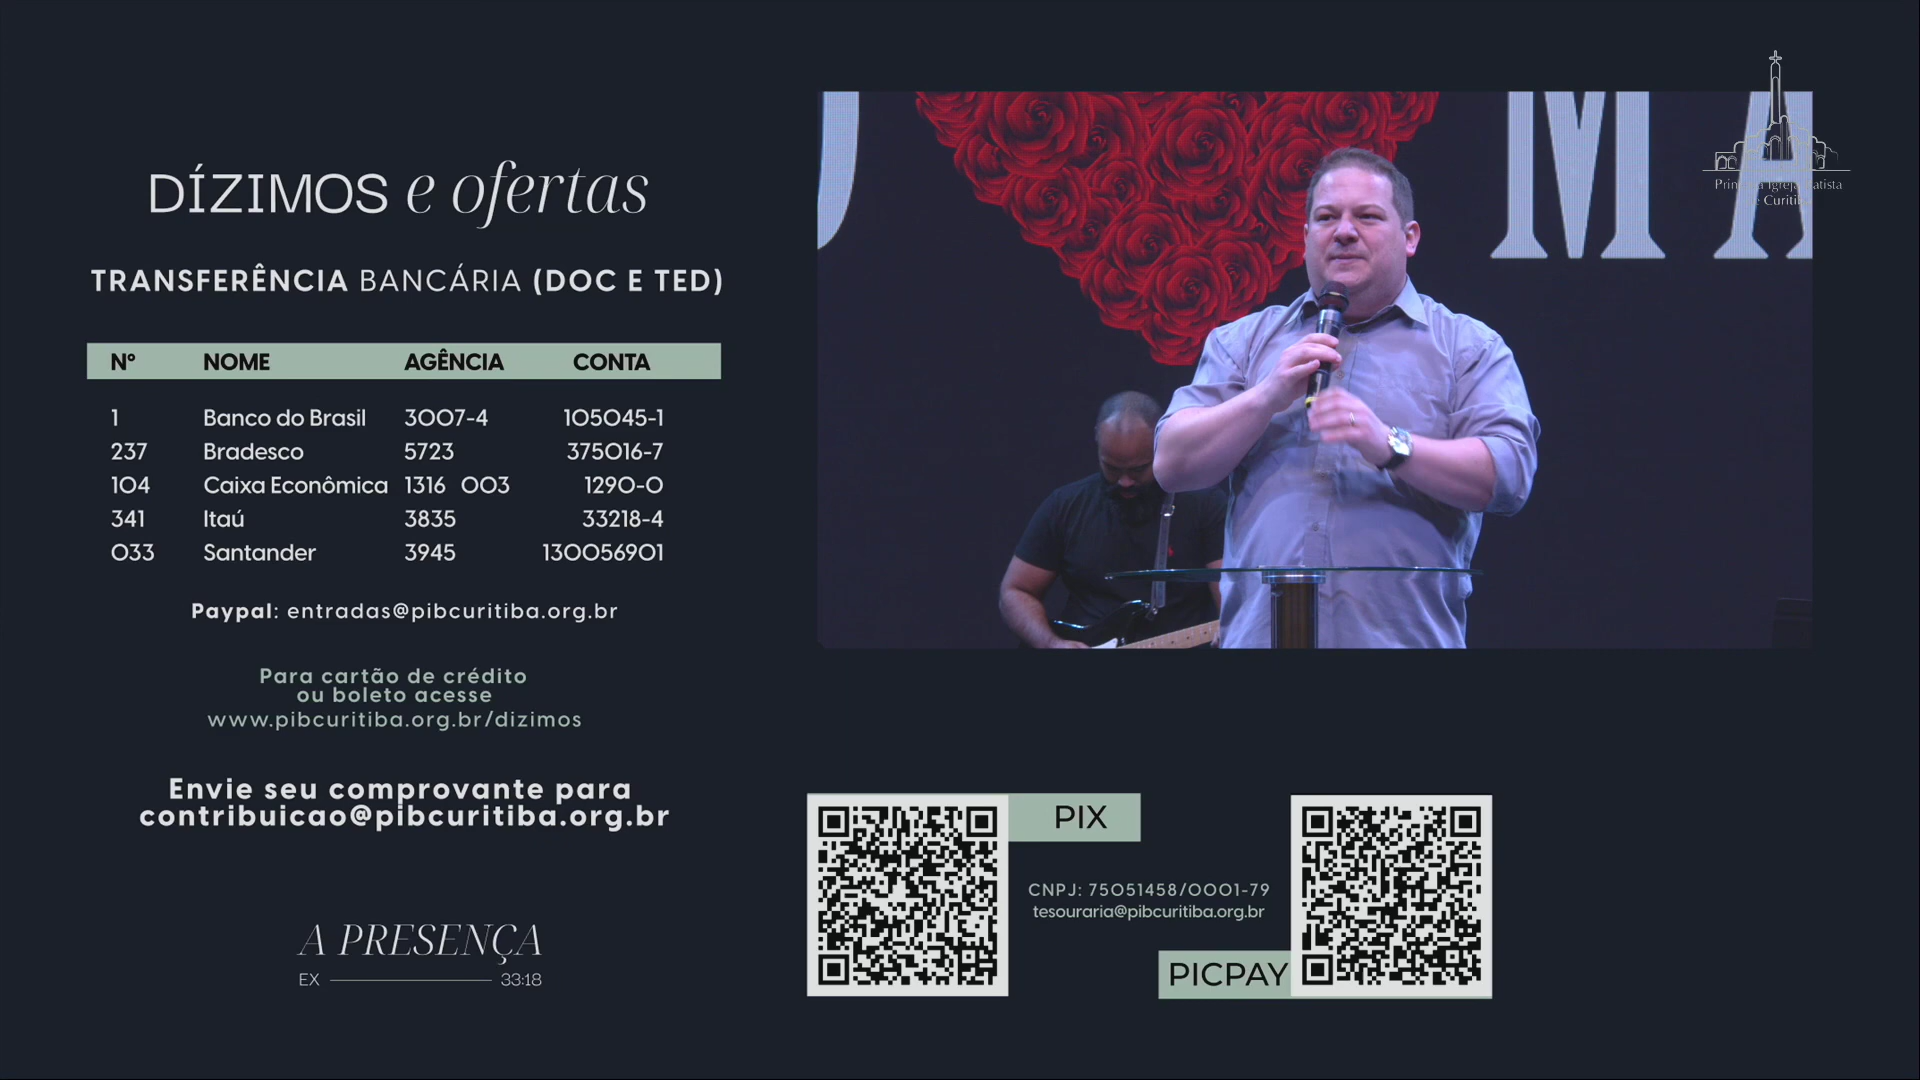 DÍZIMOS e ofertas
TRANSFERÊNCIA BANCÁRIA (DOC E TED)
Nº NOME AGÊNCIA CONTA
1 Banco do Brasil 3007-4 105045-1
237 Bradesco 5723 375016-7
104 Caixa Econômica 1316 003 1290-0
341 Itaú 3835 33218-4
033 Santander 3945 130056901
Paypal: entradas@pibcuritiba.org.br
Para cartão de crédito
ou boleto acesse
www.pibcuritiba.org.br/dizimos
Envie seu comprovante para
contribuicao@pibcuritiba.org.br
A PRESENÇA
EX 33:18
M A
Igreja Batista
Curitiba
PIX
CNPJ: 75051458/0001-79
tesouraria@pibcuritiba.org.br
PICPAY